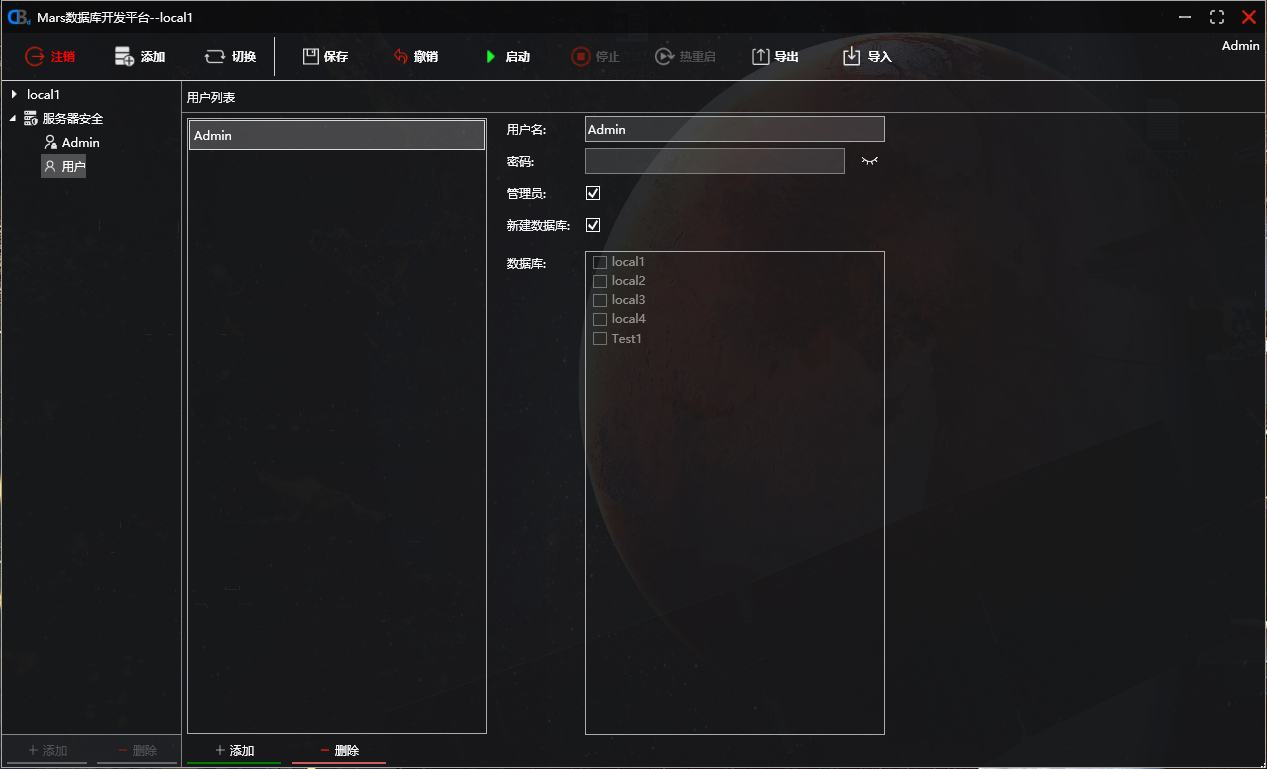 Mars数据库开发平台--local1
注销 添加 切换 保存 撤销 启动 停止 热重启 导出 导入 Admin
local1
服务器安全
Admin
用户
用户列表
Admin
用户名: Admin
密码:
管理员:
新建数据库:
数据库:
local1
local2
local3
local4
Test1
+ 添加 − 删除
+ 添加 − 删除